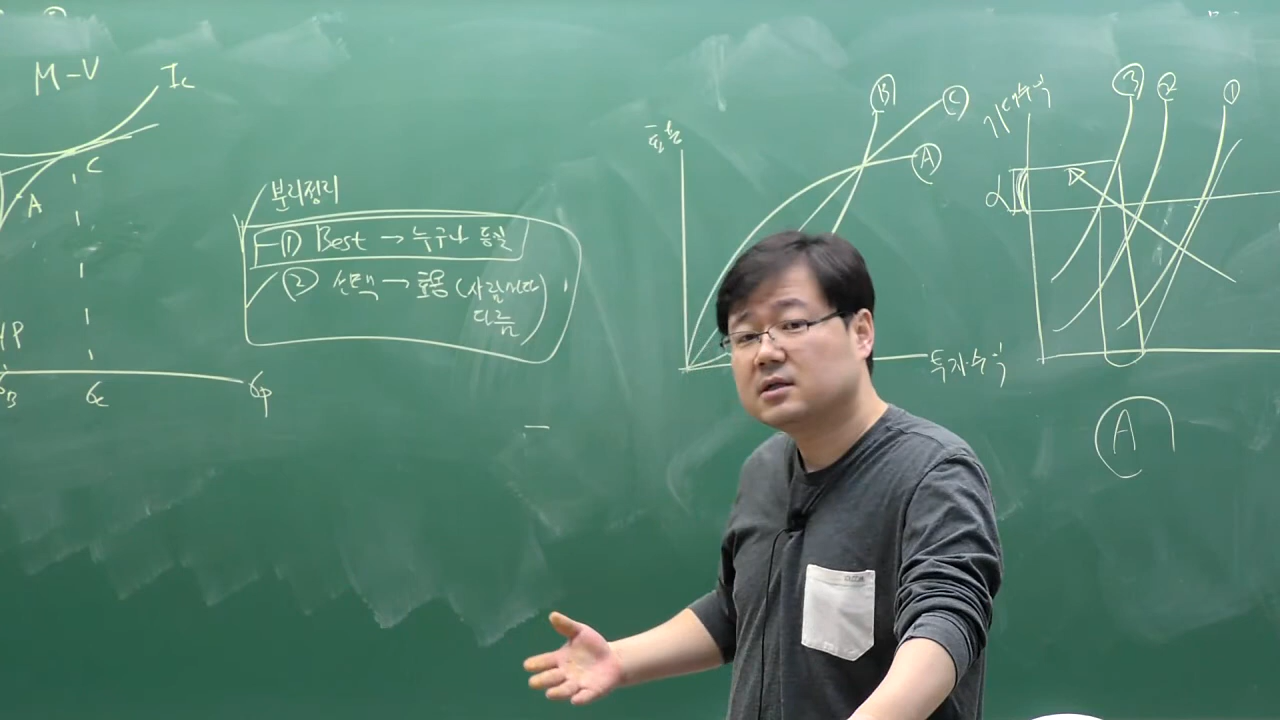 M-V
Ic
C
A
σc
σp
분리정리
① Best → 누구나 동일
② 선택 → 효용 (사람마다
다름)
효용
Ⓑ
Ⓒ
Ⓐ
투자수익
기대수익
③
②
①
α
Ⓐ